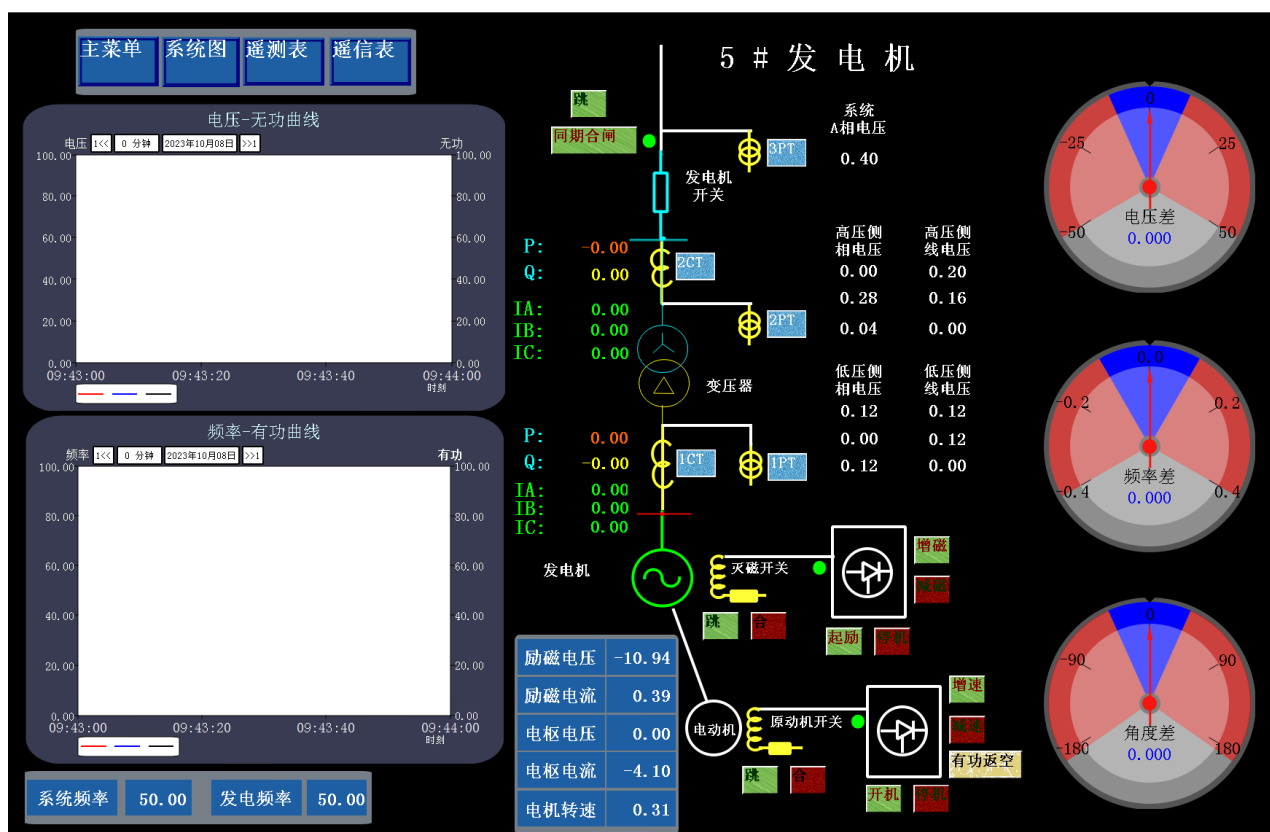 主菜单 系统图 遥测表 遥信表
5 # 发 电 机
电压-无功曲线
电压 1<< 0 分钟 2023年10月08日 >>1 无功
100.00 100.00
80.00 80.00
60.00 60.00
40.00 40.00
20.00 20.00
0.00 0.00
09:43:00 09:43:20 09:43:40 09:44:00
时刻
频率-有功曲线
频率 1<< 0 分钟 2023年10月08日 >>1 有功
100.00 100.00
80.00 80.00
60.00 60.00
40.00 40.00
20.00 20.00
0.00 0.00
09:43:00 09:43:20 09:43:40 09:44:00
时刻
系统频率 50.00 发电频率 50.00
跳
同期合闸
3PT
系统
A相电压
0.40
发电机
开关
P: -0.00
Q: 0.00
2CT
IA: 0.00
IB: 0.00
IC: 0.00
2PT
高压侧 高压侧
相电压 线电压
0.00 0.20
0.28 0.16
0.04 0.00
变压器
低压侧 低压侧
相电压 线电压
0.12 0.12
0.00 0.12
0.12 0.00
P: 0.00
Q: -0.00
1CT
1PT
IA: 0.00
IB: 0.00
IC: 0.00
发电机
灭磁开关
增磁
减磁
跳 合
起励 停机
励磁电压 -10.94
励磁电流 0.39
电枢电压 0.00
电枢电流 -4.10
电机转速 0.31
电动机
原动机开关
增速
减速
有功返空
跳 合
开机 停机
0
-25 25
-50 50
电压差
0.000
0.0
-0.2 0.2
-0.4 0.4
频率差
0.000
0
-90 90
-180 180
角度差
0.000